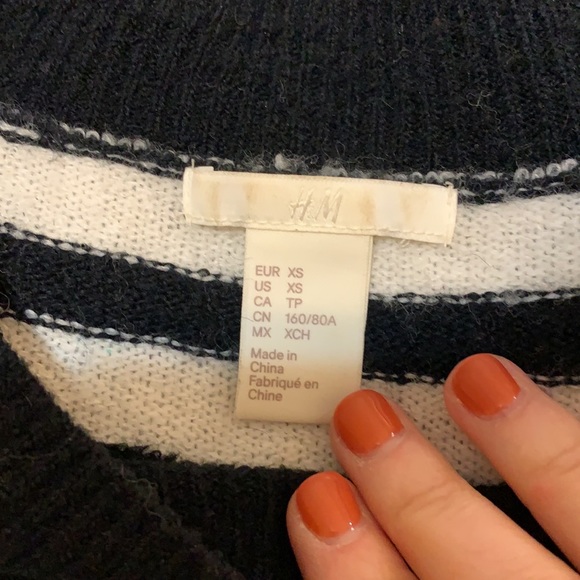 H&M
EUR XS
US XS
CA TP
CN 160/80A
MX XCH
Made in
China
Fabriqué en
Chine